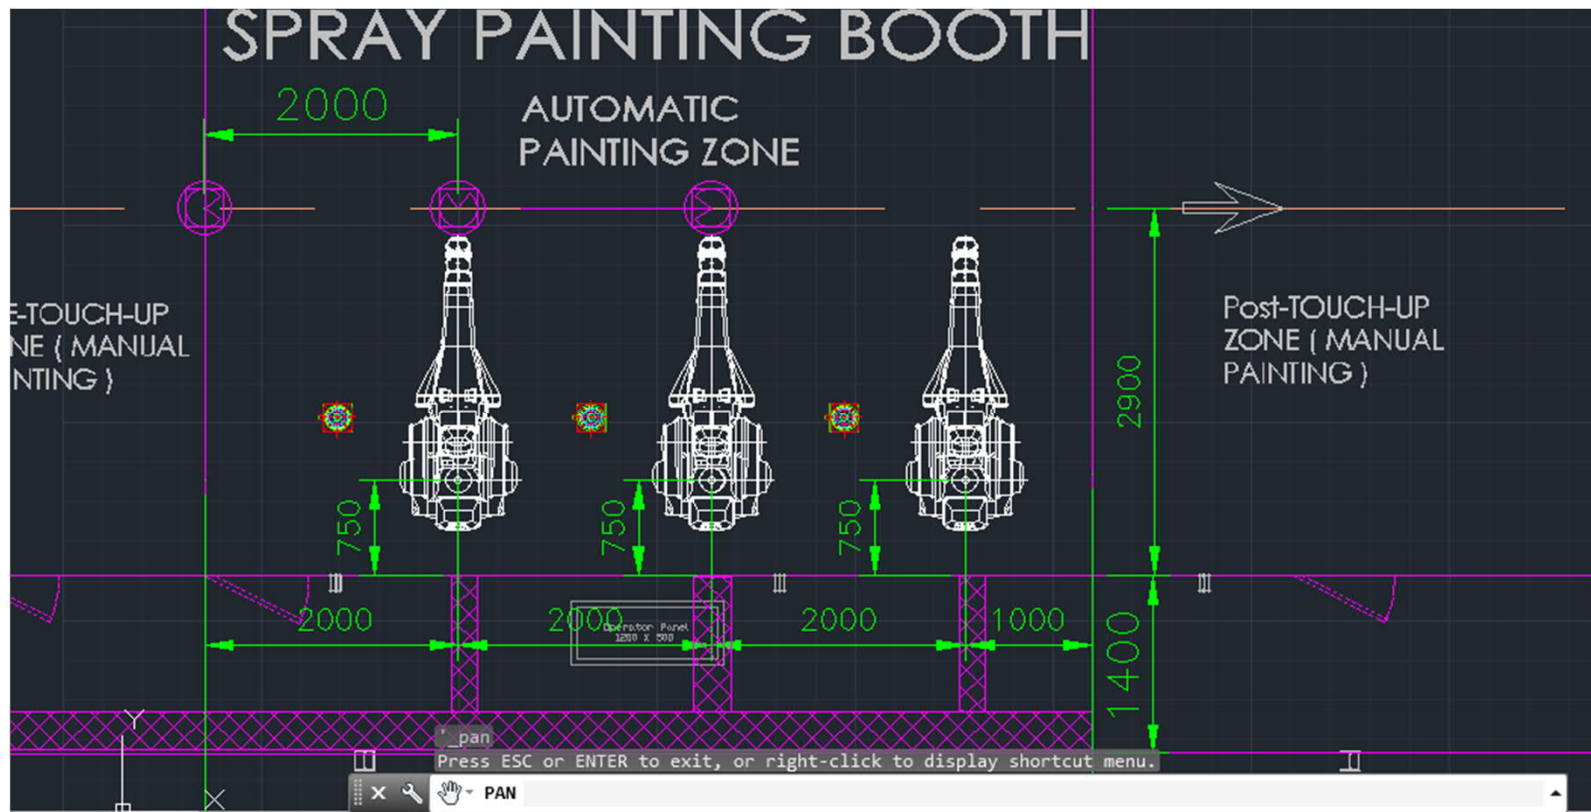 SPRAY PAINTING BOOTH
2000
AUTOMATIC
PAINTING ZONE
E-TOUCH-UP
NE ( MANUAL
NTING )
Post-TOUCH-UP
ZONE ( MANUAL
PAINTING )
2900
750
750
750
2000
2000
2000
1000
Operator Panel
1200 X 500
1400
Y
X
'_pan
Press ESC or ENTER to exit, or right-click to display shortcut menu.
PAN